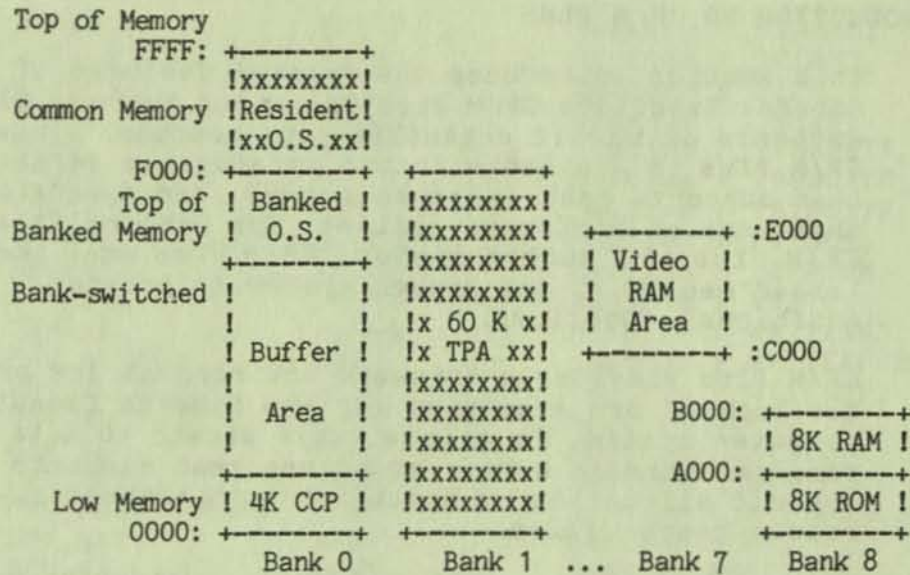 Top of Memory
FFFF: +--------+
!xxxxxxxx!
Common Memory !Resident!
!xxO.S.xx!
F000: +--------+ +--------+
Top of ! Banked ! !xxxxxxxx!
Banked Memory ! O.S. ! !xxxxxxxx! +--------+ :E000
+--------+ !xxxxxxxx! ! Video !
Bank-switched ! ! !xxxxxxxx! ! RAM !
! ! !x 60 K x! ! Area !
! Buffer ! !x TPA xx! +--------+ :C000
! ! !xxxxxxxx!
! Area ! !xxxxxxxx! B000: +--------+
! ! !xxxxxxxx! ! 8K RAM !
+--------+ !xxxxxxxx! A000: +--------+
Low Memory ! 4K CCP ! !xxxxxxxx! ! 8K ROM !
0000: +--------+ +--------+ +--------+
Bank 0 Bank 1 ... Bank 7 Bank 8